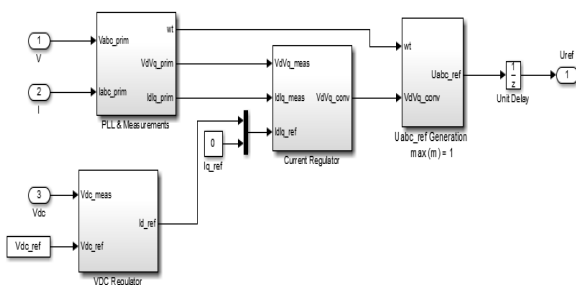 1
V
2
I
Vabc_prim
Iabc_prim
wt
VdVq_prim
IdIq_prim
PLL & Measurements
VdVq_meas
IdIq_meas
IdIq_ref
VdVq_conv
Current Regulator
0
Iq_ref
wt
VdVq_conv
Uabc_ref
Uabc_ref Generation
max (m) = 1
1
z
Unit Delay
Uref
1
3
Vdc
Vdc_ref
Vdc_meas
Vdc_ref
Id_ref
VDC Regulator